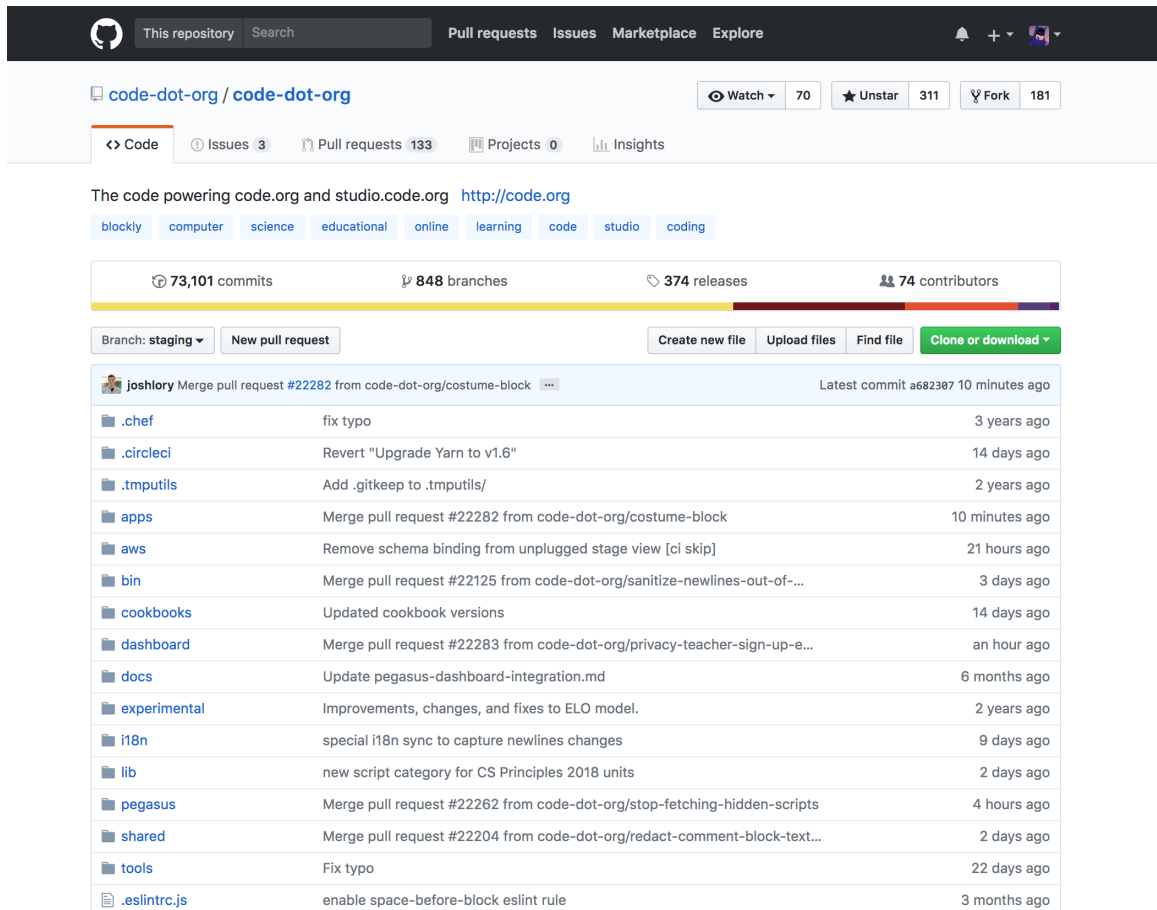 This repository Search Pull requests Issues Marketplace Explore
code-dot-org / code-dot-org Watch 70 Unstar 311 Fork 181
<> Code Issues 3 Pull requests 133 Projects 0 Insights
The code powering code.org and studio.code.org http://code.org
blockly computer science educational online learning code studio coding
73,101 commits 848 branches 374 releases 74 contributors
Branch: staging New pull request Create new file Upload files Find file Clone or download
joshlory Merge pull request #22282 from code-dot-org/costume-block ... Latest commit a682307 10 minutes ago
.chef fix typo 3 years ago
.circleci Revert "Upgrade Yarn to v1.6" 14 days ago
.tmputils Add .gitkeep to .tmputils/ 2 years ago
apps Merge pull request #22282 from code-dot-org/costume-block 10 minutes ago
aws Remove schema binding from unplugged stage view [ci skip] 21 hours ago
bin Merge pull request #22125 from code-dot-org/sanitize-newlines-out-of-... 3 days ago
cookbooks Updated cookbook versions 14 days ago
dashboard Merge pull request #22283 from code-dot-org/privacy-teacher-sign-up-e... an hour ago
docs Update pegasus-dashboard-integration.md 6 months ago
experimental Improvements, changes, and fixes to ELO model. 2 years ago
i18n special i18n sync to capture newlines changes 9 days ago
lib new script category for CS Principles 2018 units 2 days ago
pegasus Merge pull request #22262 from code-dot-org/stop-fetching-hidden-scripts 4 hours ago
shared Merge pull request #22204 from code-dot-org/redact-comment-block-text... 2 days ago
tools Fix typo 22 days ago
.eslintrc.js enable space-before-block eslint rule 3 months ago